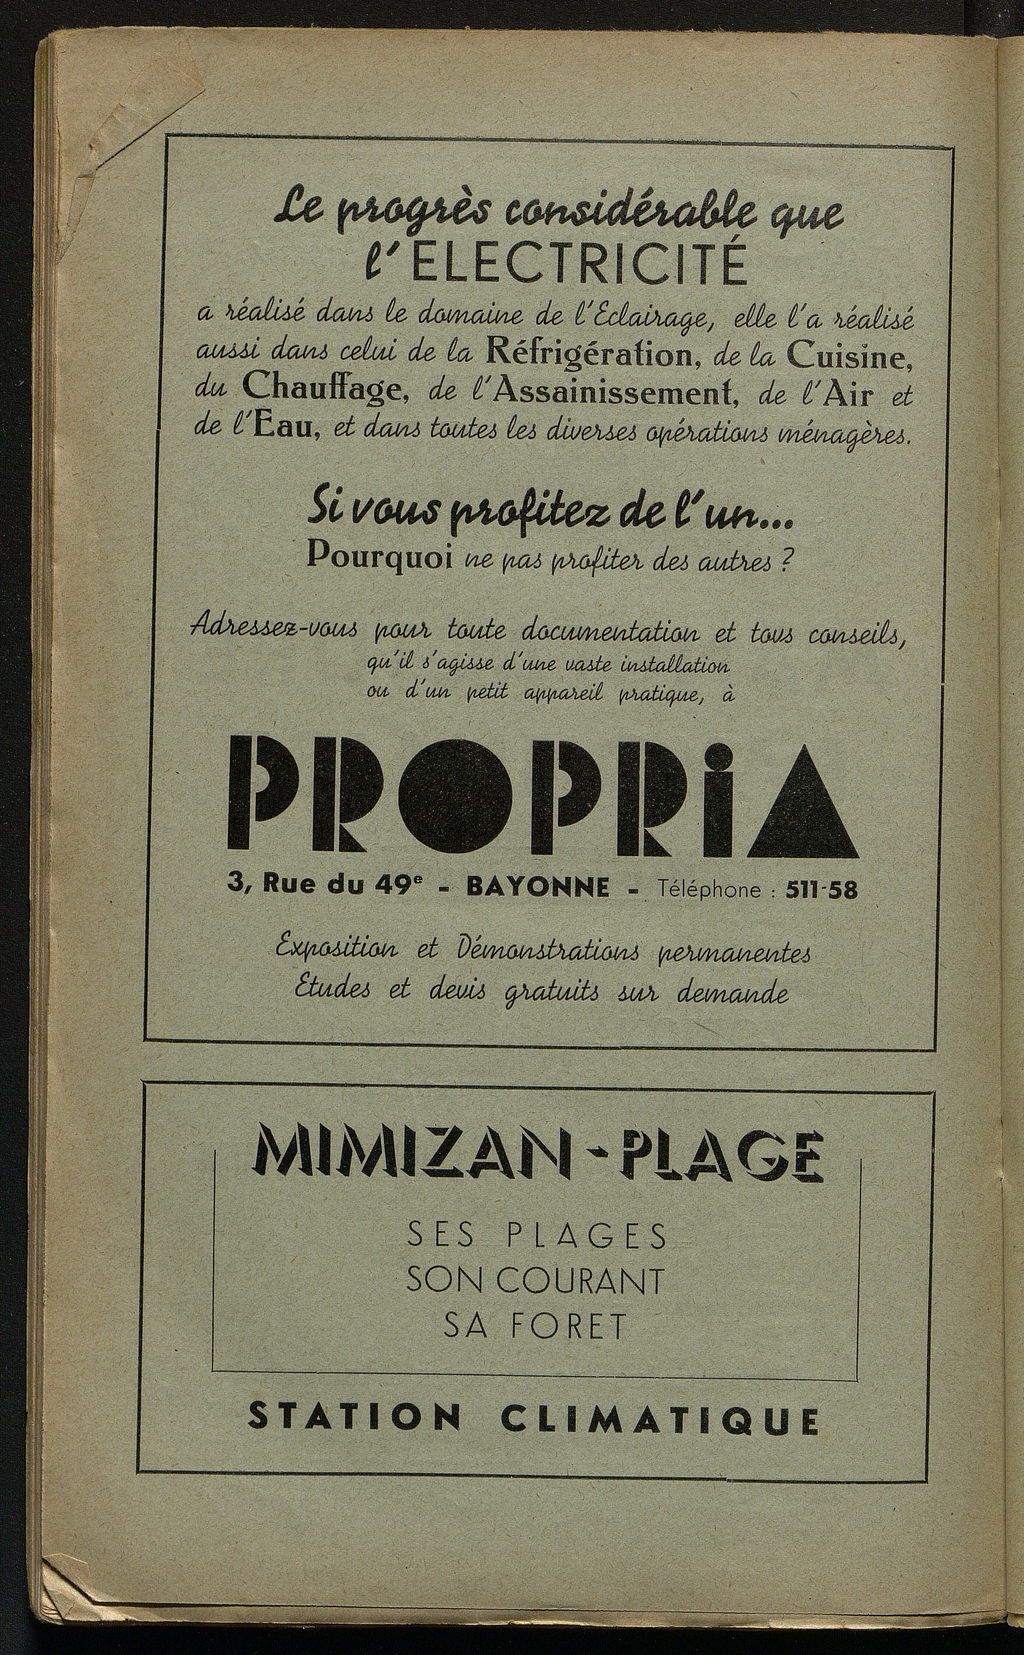 Le progrès considérable que
l'ELECTRICITÉ
a réalisé dans le domaine de l'Eclairage, elle l'a réalisé
aussi dans celui de la Réfrigération, de la Cuisine,
du Chauffage, de l'Assainissement, de l'Air et
de l'Eau, et dans toutes les diverses opérations ménagères.
Si vous profitez de l'un...
Pourquoi ne pas profiter des autres ?
Adressez-vous pour toute documentation et tous conseils,
qu'il s'agisse d'une vaste installation
ou d'un petit appareil pratique, à
PROPRiA
3, Rue du 49e - BAYONNE - Téléphone : 511-58
Exposition et Démonstrations permanentes
Etudes et devis gratuits sur demande
MIMIZAN-PLAGE
SES PLAGES
SON COURANT
SA FORET
STATION CLIMATIQUE